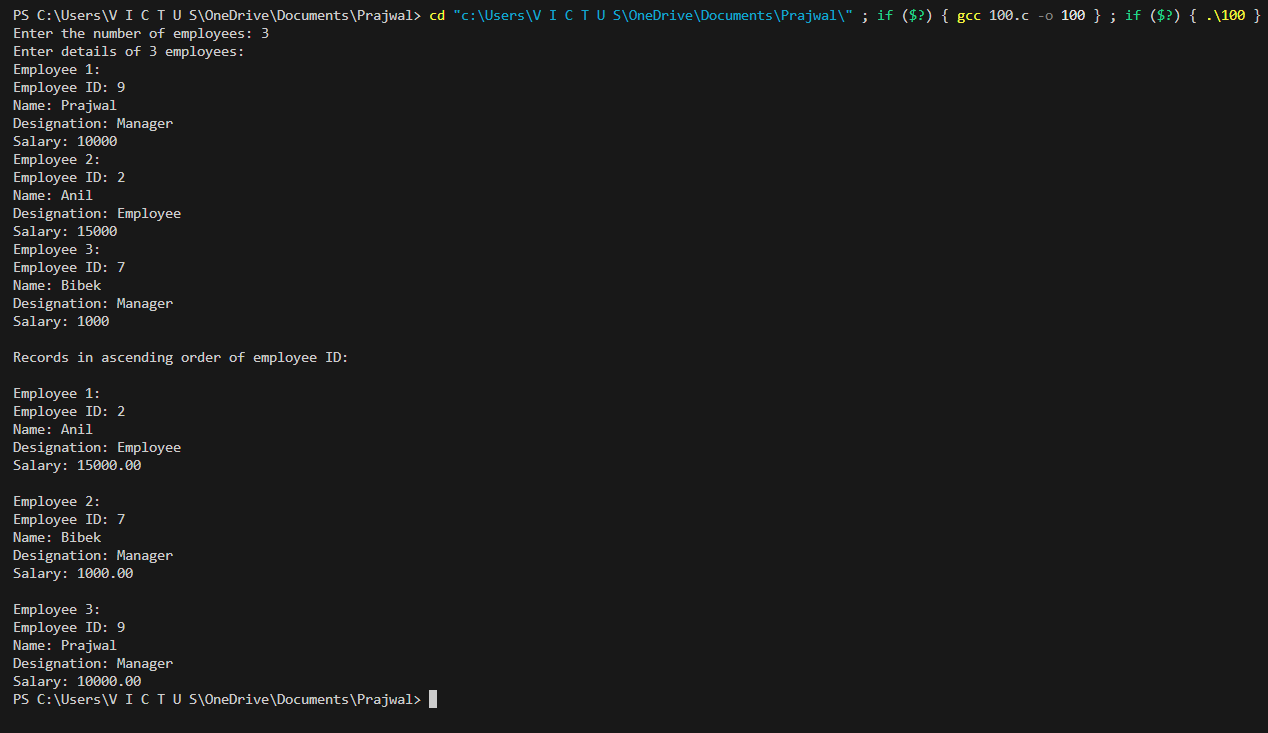 PS C:\Users\V I C T U S\OneDrive\Documents\Prajwal> cd "c:\Users\V I C T U S\OneDrive\Documents\Prajwal\" ; if ($?) { gcc 100.c -o 100 } ; if ($?) { .\100 }
Enter the number of employees: 3
Enter details of 3 employees:
Employee 1:
Employee ID: 9
Name: Prajwal
Designation: Manager
Salary: 10000
Employee 2:
Employee ID: 2
Name: Anil
Designation: Employee
Salary: 15000
Employee 3:
Employee ID: 7
Name: Bibek
Designation: Manager
Salary: 1000

Records in ascending order of employee ID:

Employee 1:
Employee ID: 2
Name: Anil
Designation: Employee
Salary: 15000.00

Employee 2:
Employee ID: 7
Name: Bibek
Designation: Manager
Salary: 1000.00

Employee 3:
Employee ID: 9
Name: Prajwal
Designation: Manager
Salary: 10000.00
PS C:\Users\V I C T U S\OneDrive\Documents\Prajwal>